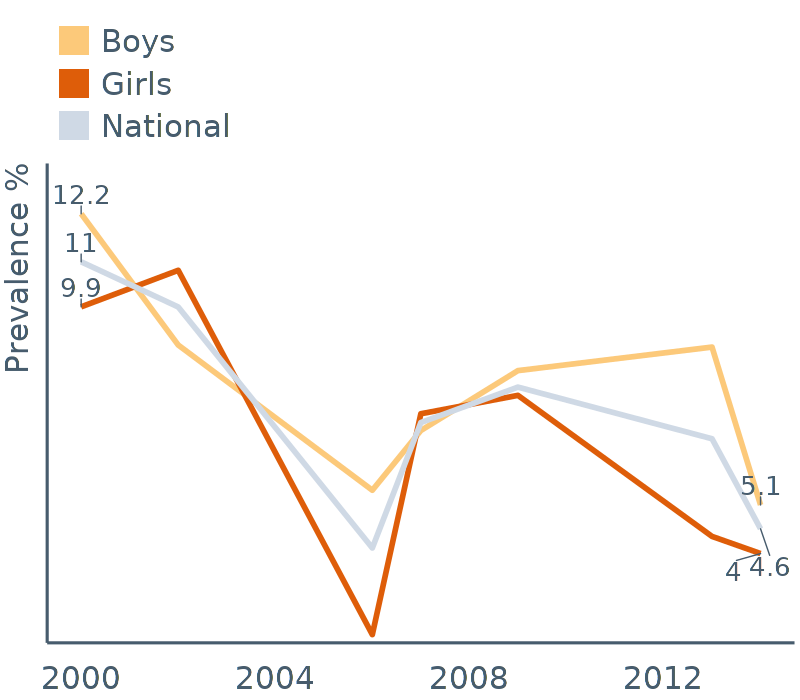 Boys
Girls
National
Prevalence %
12.2
11
9.9
5.1
4
4.6
2000
2004
2008
2012